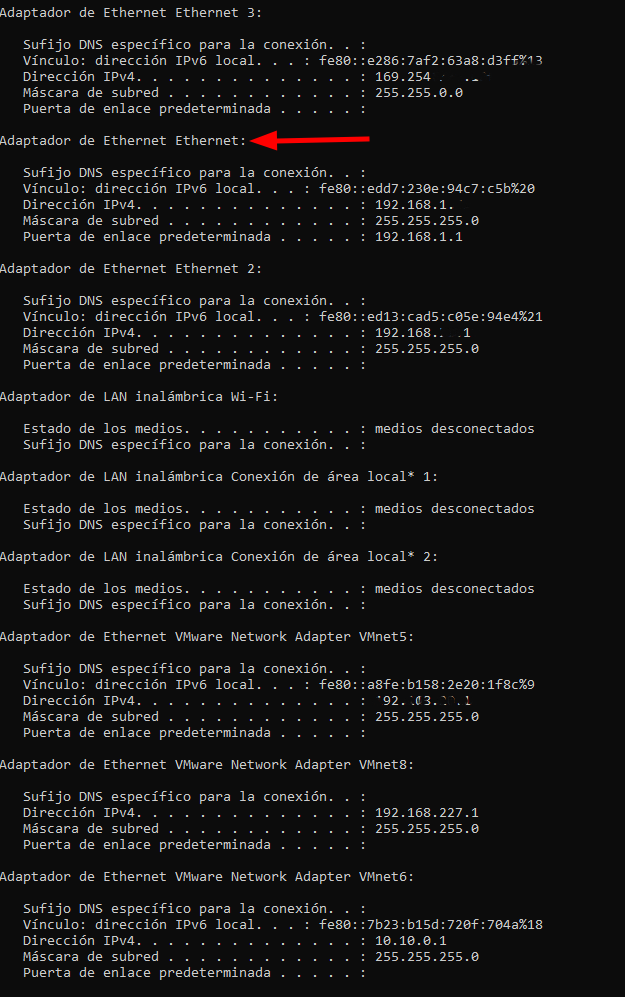 Adaptador de Ethernet Ethernet 3:
Sufijo DNS específico para la conexión. . :
Vínculo: dirección IPv6 local. . . : fe80::e286:7af2:63a8:d3ff%13
Dirección IPv4. . . . . . . . . . . . . . : 169.254
Máscara de subred . . . . . . . . . . . . : 255.255.0.0
Puerta de enlace predeterminada . . . . . :
Adaptador de Ethernet Ethernet:
Sufijo DNS específico para la conexión. . :
Vínculo: dirección IPv6 local. . . : fe80::edd7:230e:94c7:c5b%20
Dirección IPv4. . . . . . . . . . . . . . : 192.168.1.
Máscara de subred . . . . . . . . . . . . : 255.255.255.0
Puerta de enlace predeterminada . . . . . : 192.168.1.1
Adaptador de Ethernet Ethernet 2:
Sufijo DNS específico para la conexión. . :
Vínculo: dirección IPv6 local. . . : fe80::ed13:cad5:c05e:94e4%21
Dirección IPv4. . . . . . . . . . . . . . : 192.168. .1
Máscara de subred . . . . . . . . . . . . : 255.255.255.0
Puerta de enlace predeterminada . . . . . :
Adaptador de LAN inalámbrica Wi-Fi:
Estado de los medios. . . . . . . . . . . : medios desconectados
Sufijo DNS específico para la conexión. . :
Adaptador de LAN inalámbrica Conexión de área local* 1:
Estado de los medios. . . . . . . . . . . : medios desconectados
Sufijo DNS específico para la conexión. . :
Adaptador de LAN inalámbrica Conexión de área local* 2:
Estado de los medios. . . . . . . . . . . : medios desconectados
Sufijo DNS específico para la conexión. . :
Adaptador de Ethernet VMware Network Adapter VMnet5:
Sufijo DNS específico para la conexión. . :
Vínculo: dirección IPv6 local. . . : fe80::a8fe:b158:2e20:1f8c%9
Dirección IPv4. . . . . . . . . . . . . . :
Máscara de subred . . . . . . . . . . . . : 255.255.255.0
Puerta de enlace predeterminada . . . . . :
Adaptador de Ethernet VMware Network Adapter VMnet8:
Sufijo DNS específico para la conexión. . :
Dirección IPv4. . . . . . . . . . . . . . : 192.168.227.1
Máscara de subred . . . . . . . . . . . . : 255.255.255.0
Puerta de enlace predeterminada . . . . . :
Adaptador de Ethernet VMware Network Adapter VMnet6:
Sufijo DNS específico para la conexión. . :
Vínculo: dirección IPv6 local. . . : fe80::7b23:b15d:720f:704a%18
Dirección IPv4. . . . . . . . . . . . . . : 10.10.0.1
Máscara de subred . . . . . . . . . . . . : 255.255.255.0
Puerta de enlace predeterminada . . . . . :